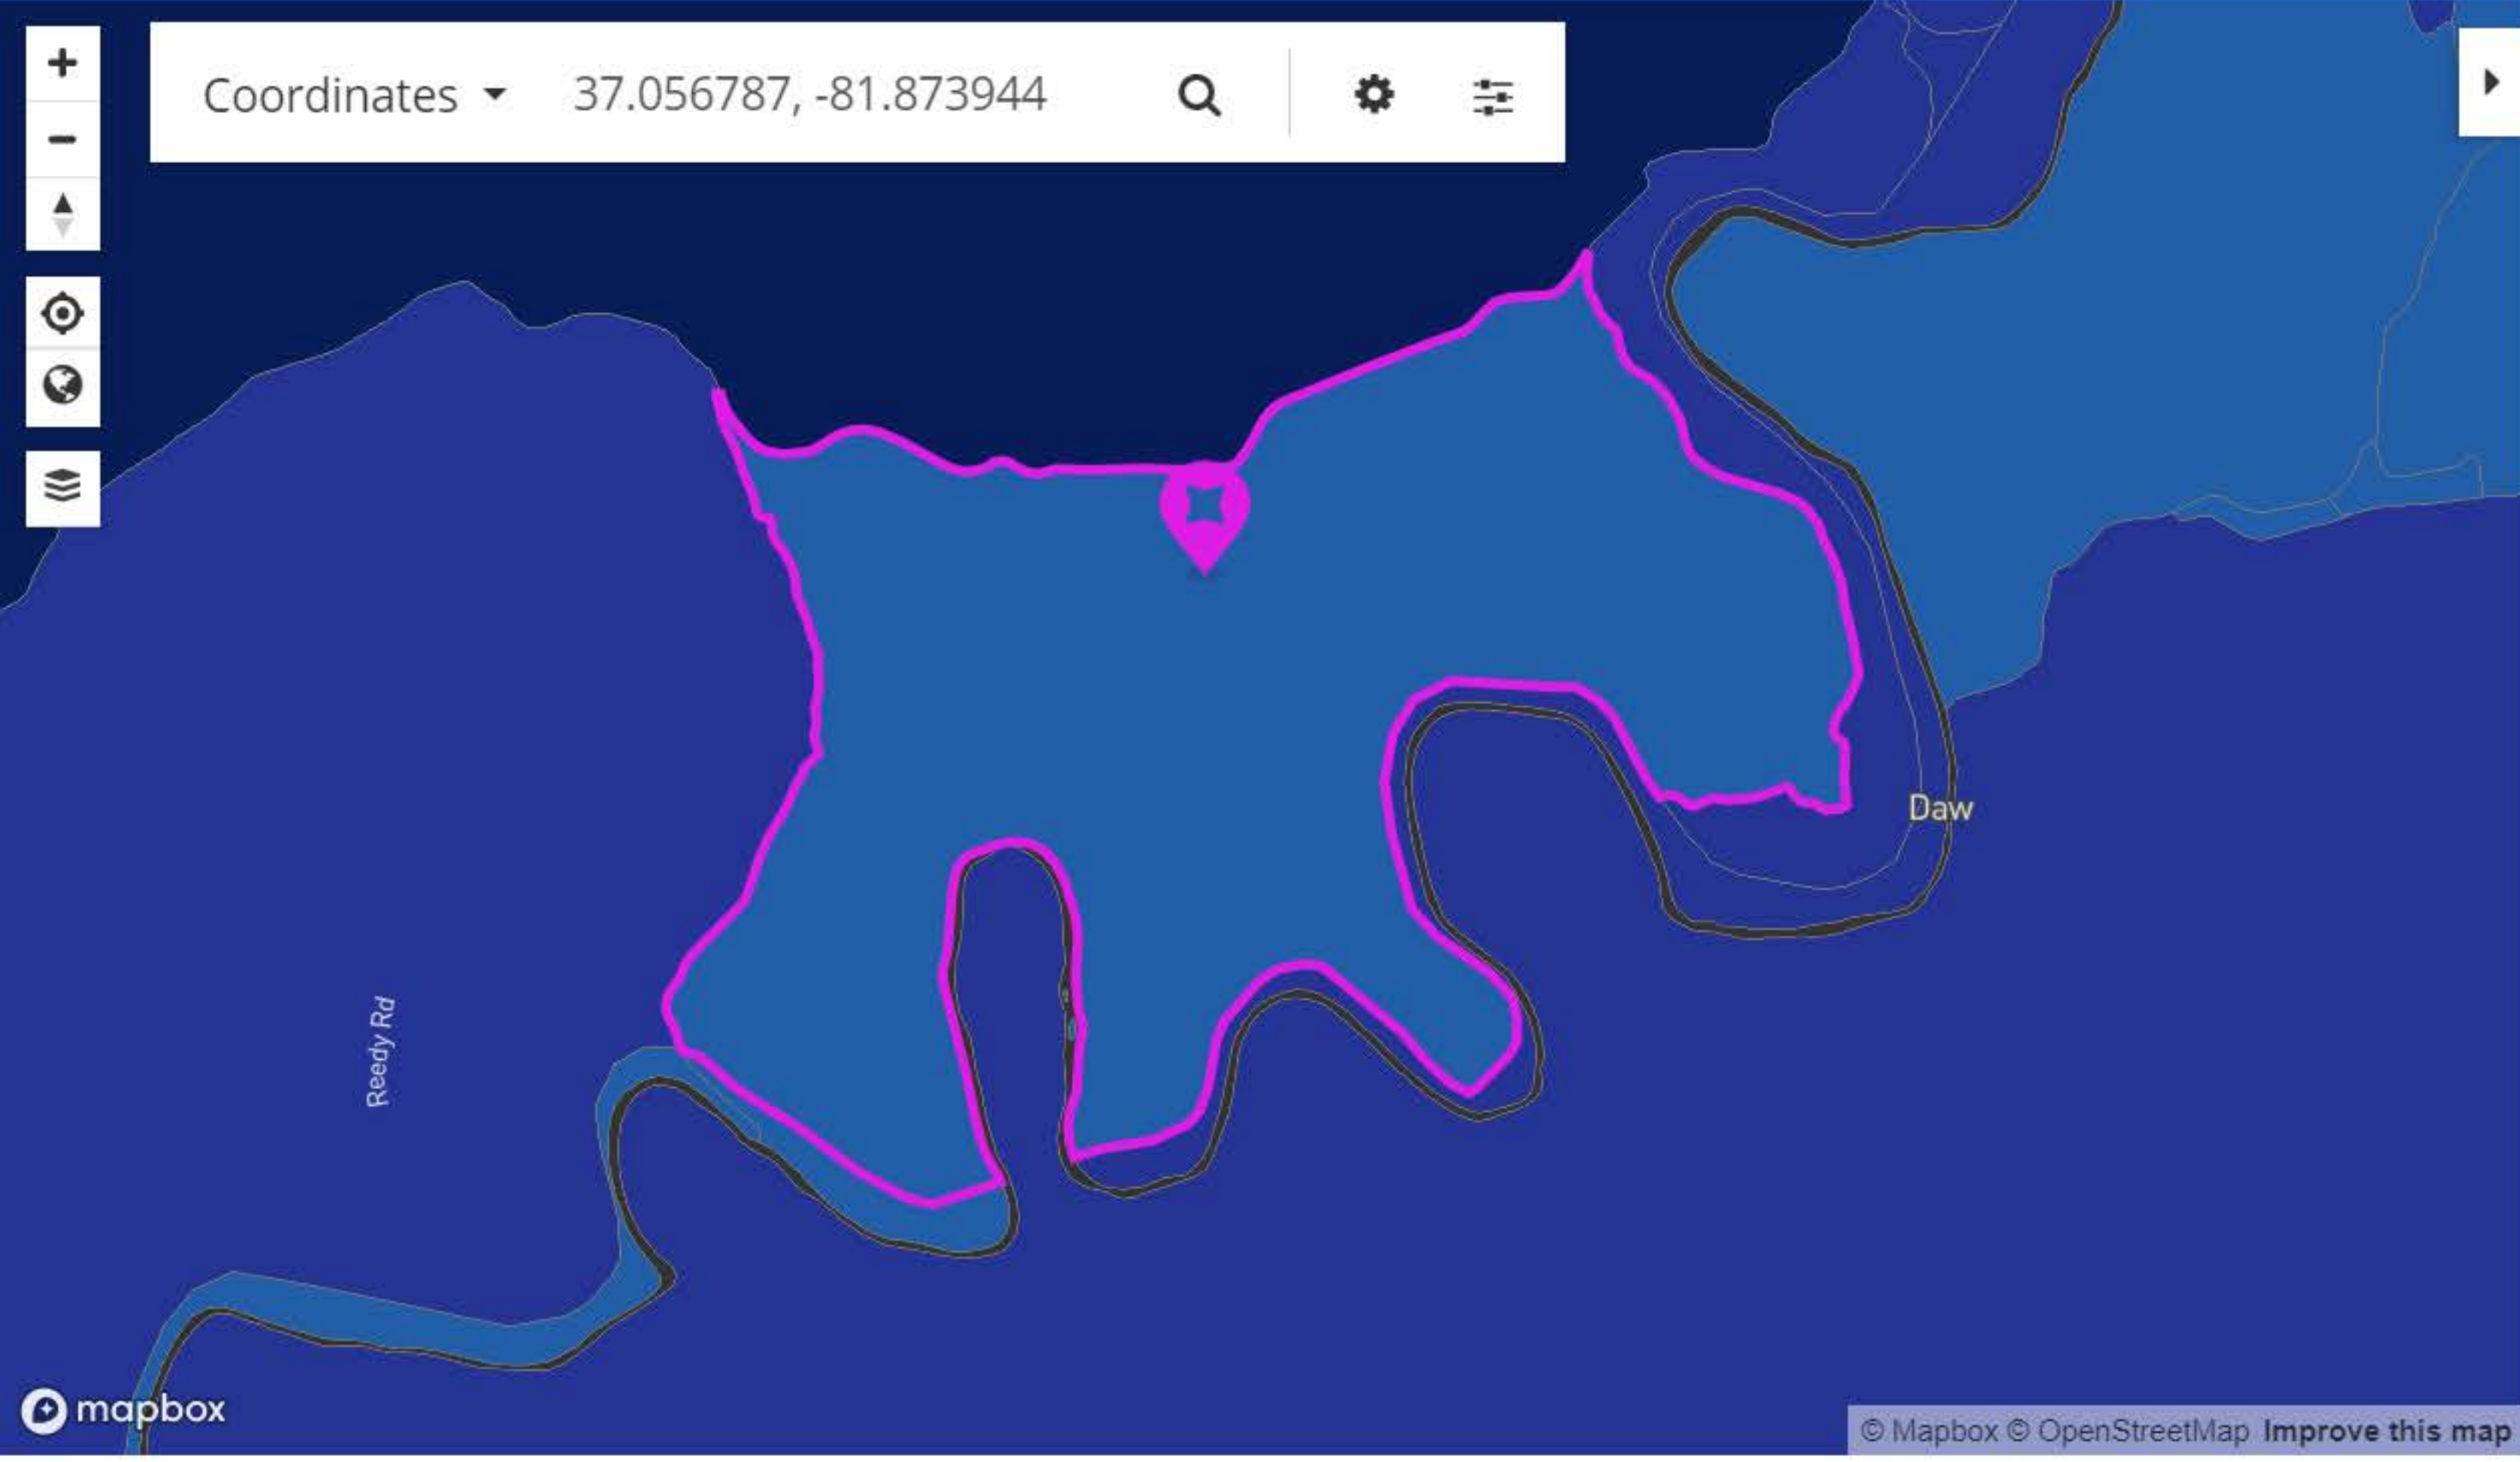 Coordinates 37.056787, -81.873944
Daw
Reedy Rd
mapbox
© Mapbox © OpenStreetMap Improve this map